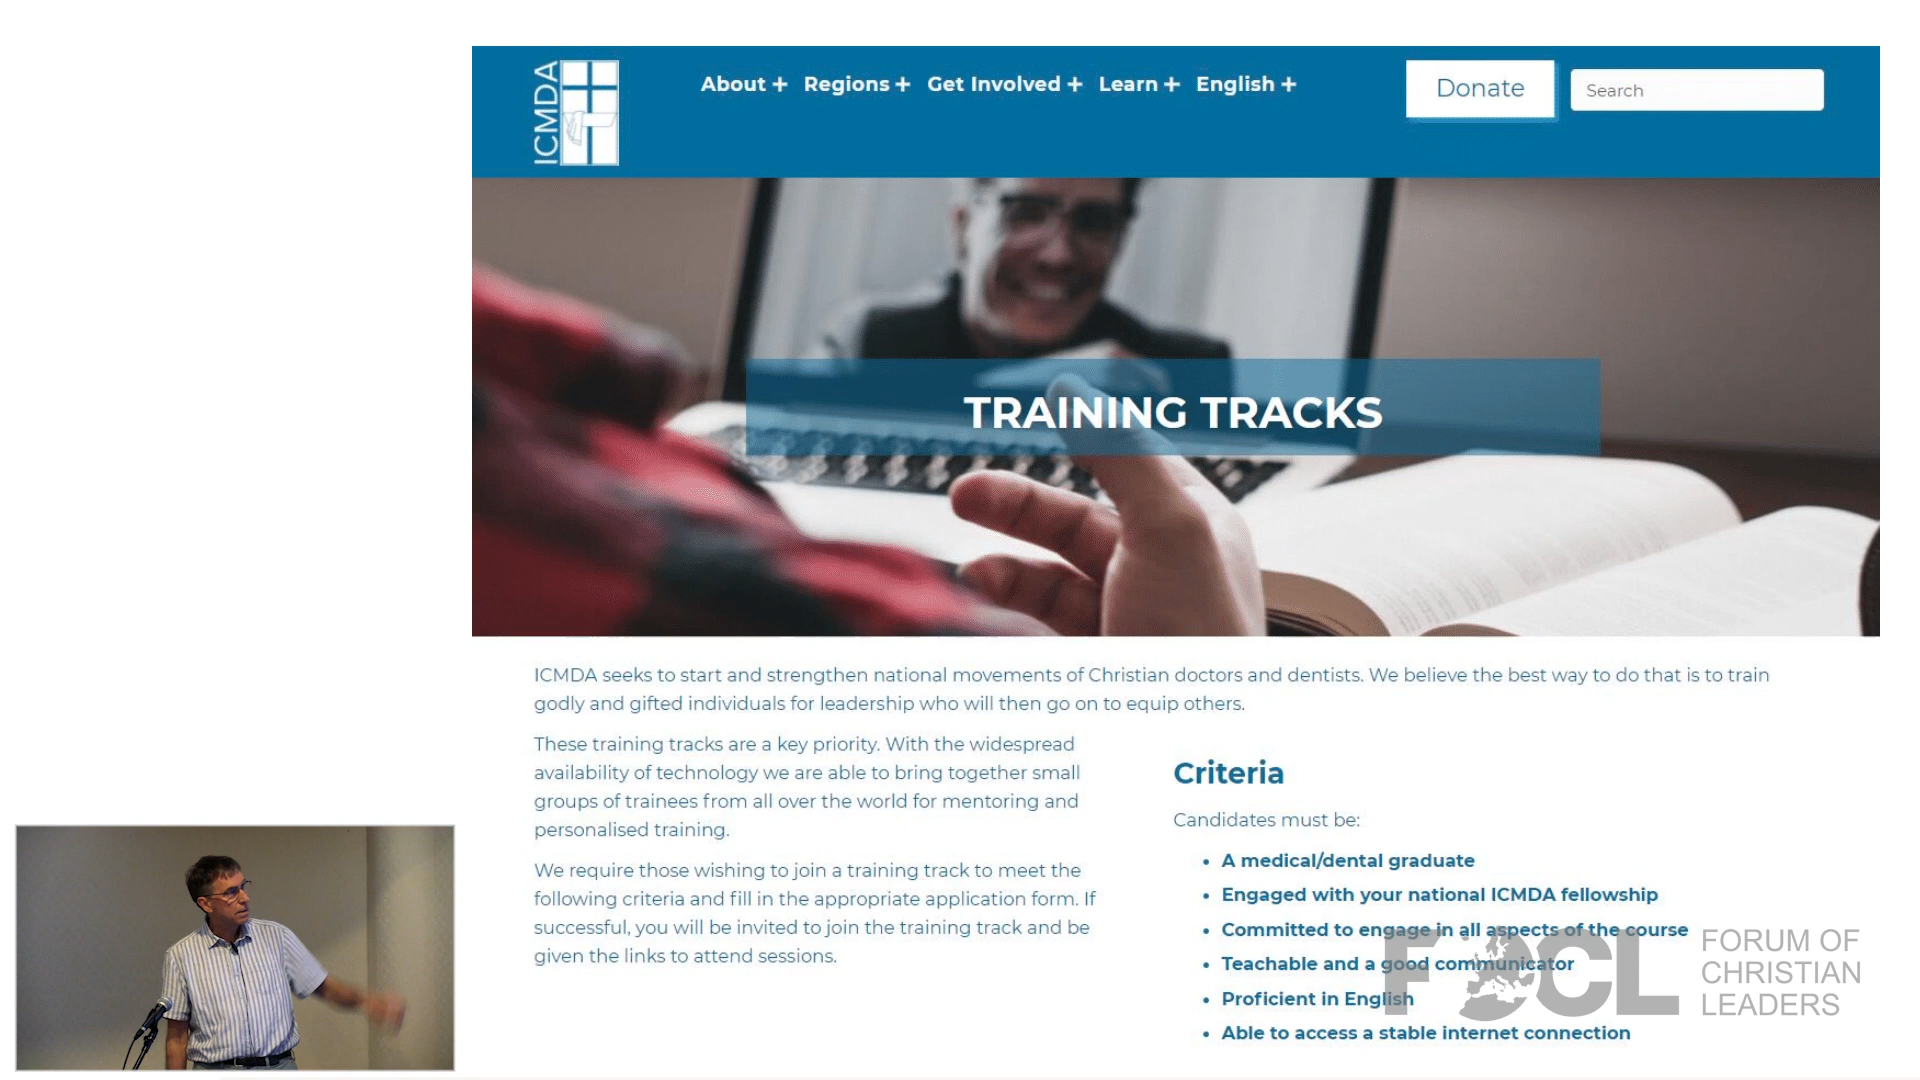 ICMDA
About + Regions + Get Involved + Learn + English +
Donate
Search
TRAINING TRACKS
ICMDA seeks to start and strengthen national movements of Christian doctors and dentists. We believe the best way to do that is to train
godly and gifted individuals for leadership who will then go on to equip others.
These training tracks are a key priority. With the widespread
availability of technology we are able to bring together small
groups of trainees from all over the world for mentoring and
personalised training.
We require those wishing to join a training track to meet the
following criteria and fill in the appropriate application form. If
successful, you will be invited to join the training track and be
given the links to attend sessions.
Criteria
Candidates must be:
• A medical/dental graduate
• Engaged with your national ICMDA fellowship
• Committed to engage in all aspects of the course
• Teachable and a good communicator
• Proficient in English
• Able to access a stable internet connection
FOCL
FORUM OF
CHRISTIAN
LEADERS